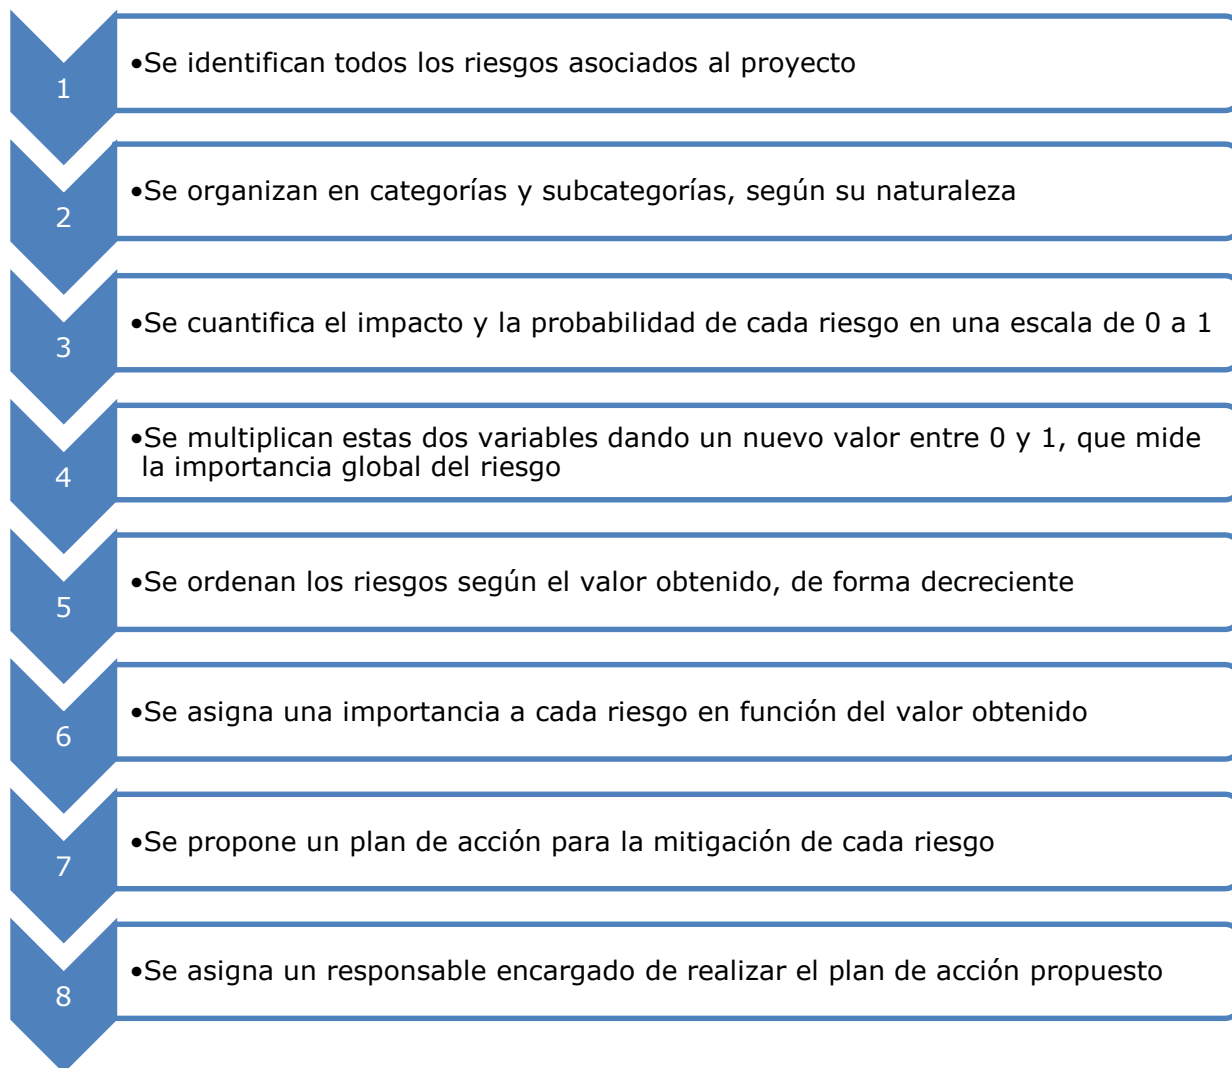 1
•Se identifican todos los riesgos asociados al proyecto
2
•Se organizan en categorías y subcategorías, según su naturaleza
3
•Se cuantifica el impacto y la probabilidad de cada riesgo en una escala de 0 a 1
4
•Se multiplican estas dos variables dando un nuevo valor entre 0 y 1, que mide
la importancia global del riesgo
5
•Se ordenan los riesgos según el valor obtenido, de forma decreciente
6
•Se asigna una importancia a cada riesgo en función del valor obtenido
7
•Se propone un plan de acción para la mitigación de cada riesgo
8
•Se asigna un responsable encargado de realizar el plan de acción propuesto